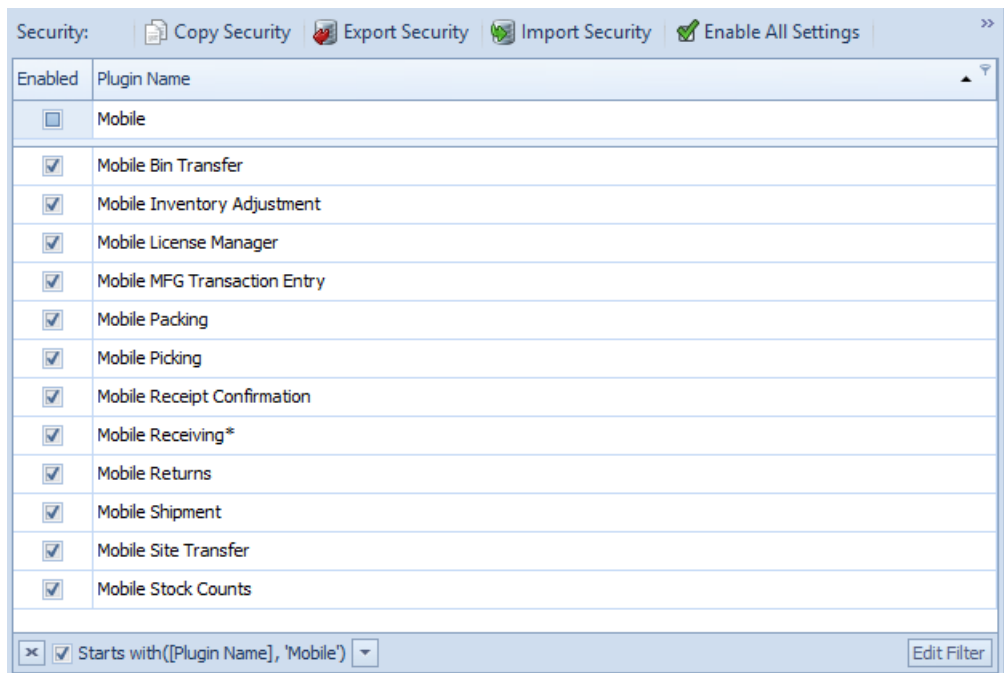 Security: Copy Security Export Security Import Security Enable All Settings »
Enabled Plugin Name
Mobile
Mobile Bin Transfer
Mobile Inventory Adjustment
Mobile License Manager
Mobile MFG Transaction Entry
Mobile Packing
Mobile Picking
Mobile Receipt Confirmation
Mobile Receiving*
Mobile Returns
Mobile Shipment
Mobile Site Transfer
Mobile Stock Counts
Starts with([Plugin Name], 'Mobile') Edit Filter